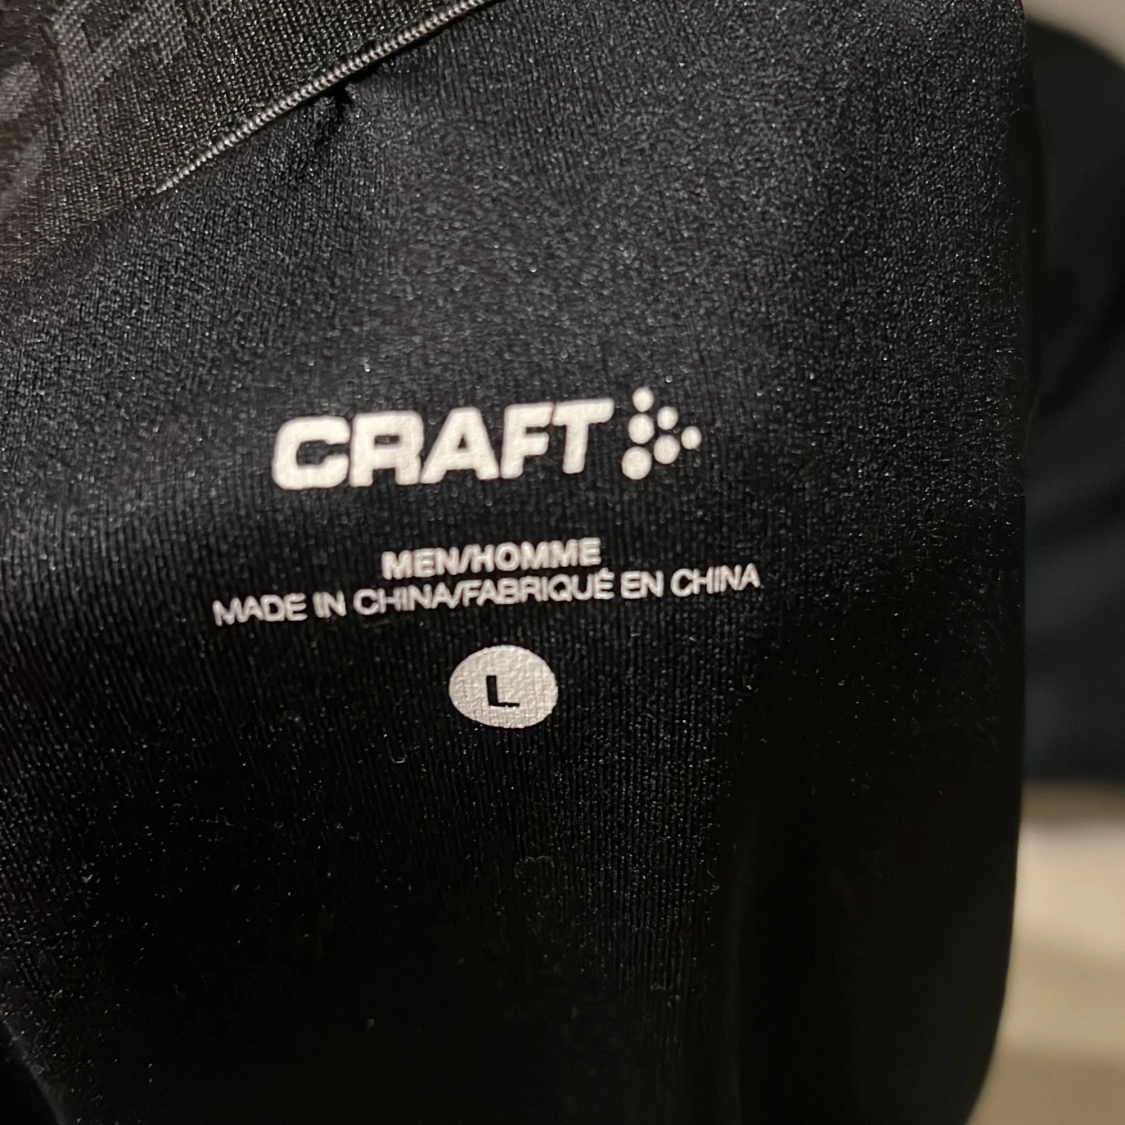 CRAFT
MEN/HOMME
MADE IN CHINA/FABRIQUÉ EN CHINA
L